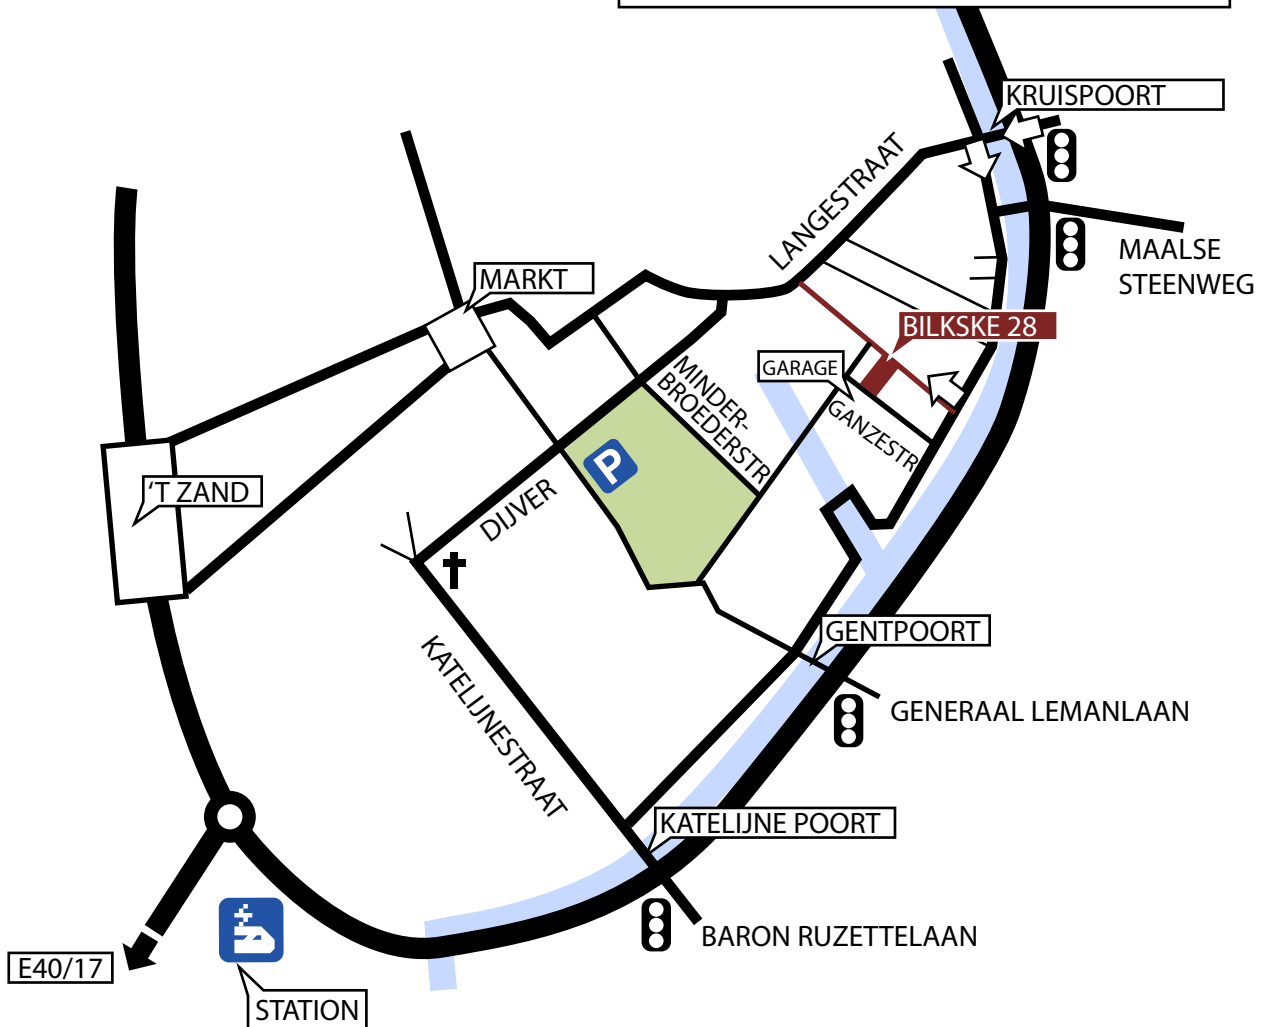 KRUISPOORT
LANGESTRAAT
MAALSE
STEENWEG
MARKT
BILKSKE 28
GARAGE
MINDER-
BROEDERSTR
GANZESTR
'T ZAND
P
DIJVER
GENTPOORT
KATELIJNESTRAAT
GENERAAL LEMANLAAN
KATELIJNE POORT
BARON RUZETTELAAN
E40/17
STATION